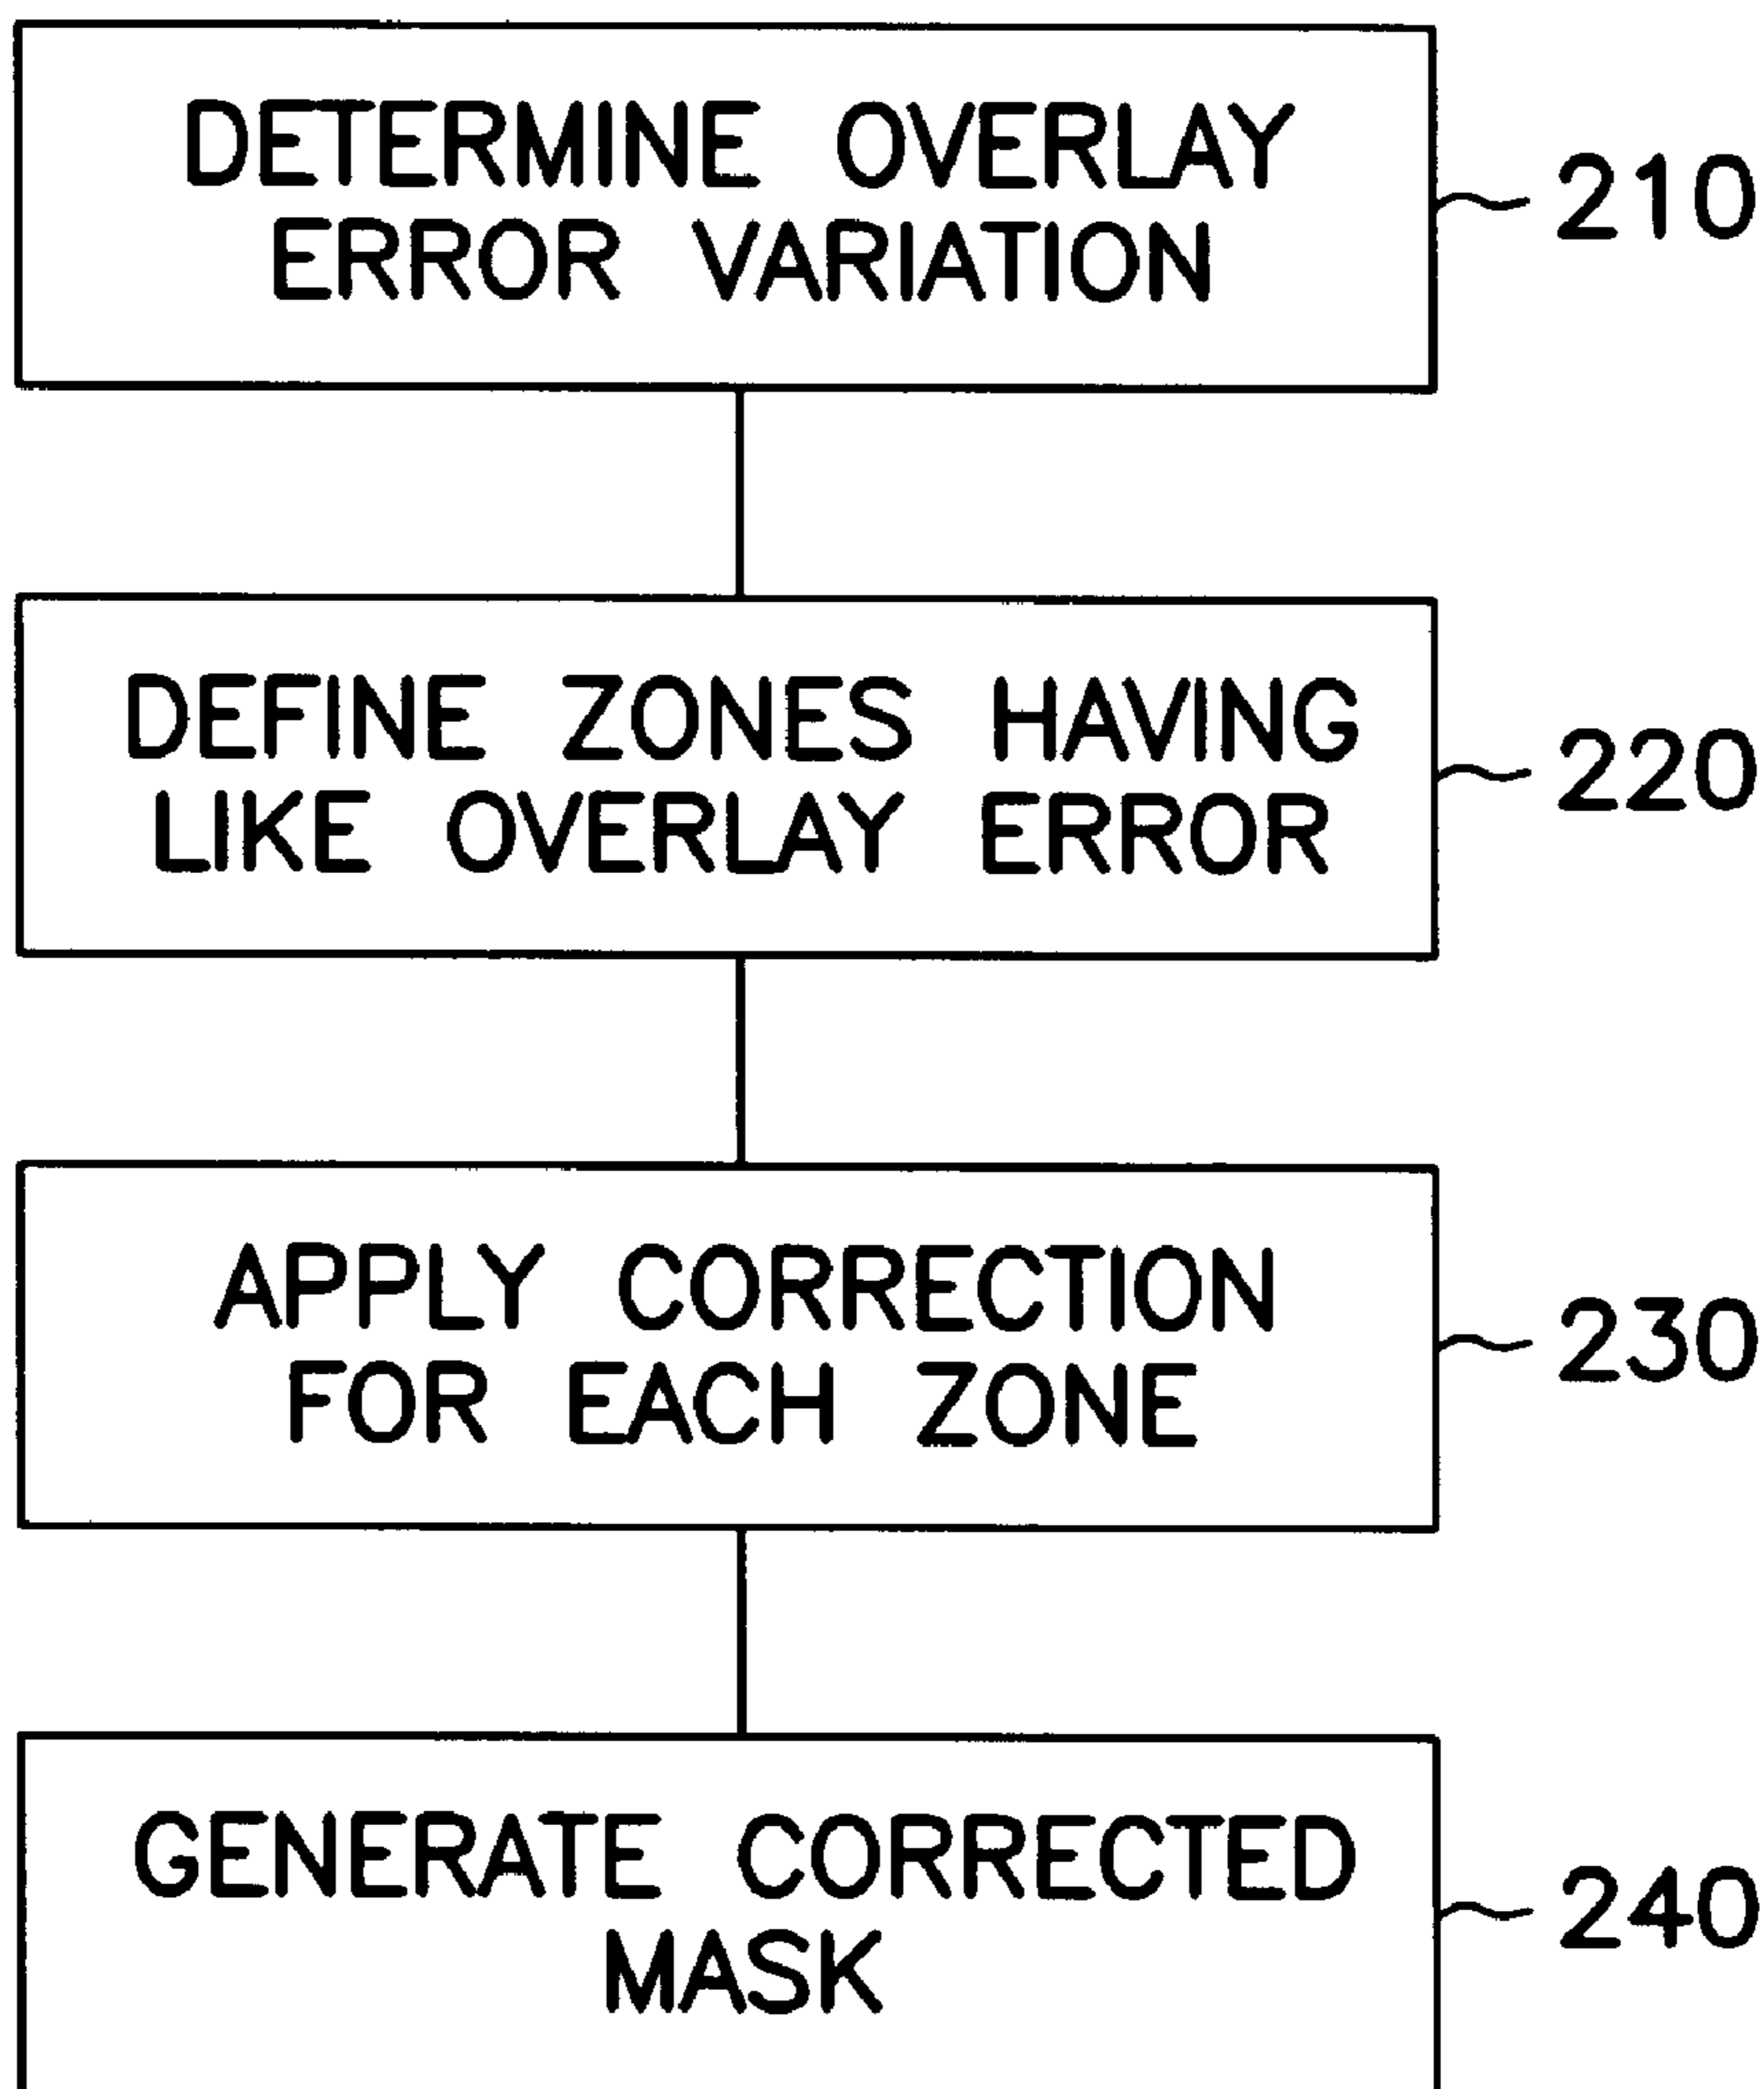 DETERMINE OVERLAY
ERROR VARIATION
210
DEFINE ZONES HAVING
LIKE OVERLAY ERROR
220
APPLY CORRECTION
FOR EACH ZONE
230
GENERATE CORRECTED
MASK
240